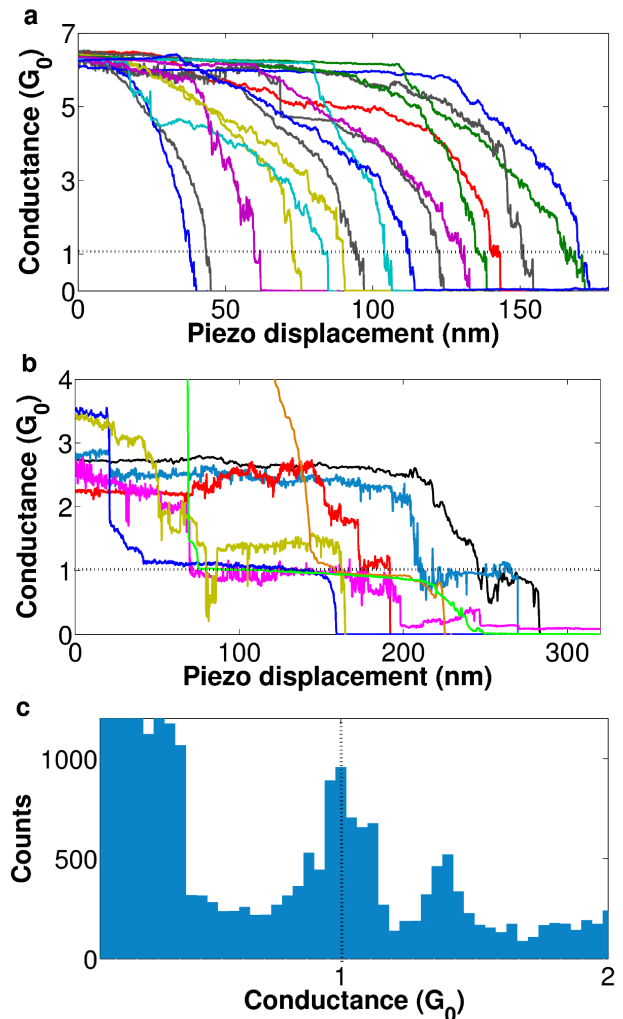 a
7
5
3
1
0
Conductance (G0)
0 50 100 150
Piezo displacement (nm)
b
4
3
2
1
0
Conductance (G0)
0 100 200 300
Piezo displacement (nm)
c
1000
500
0
Counts
1 2
Conductance (G0)